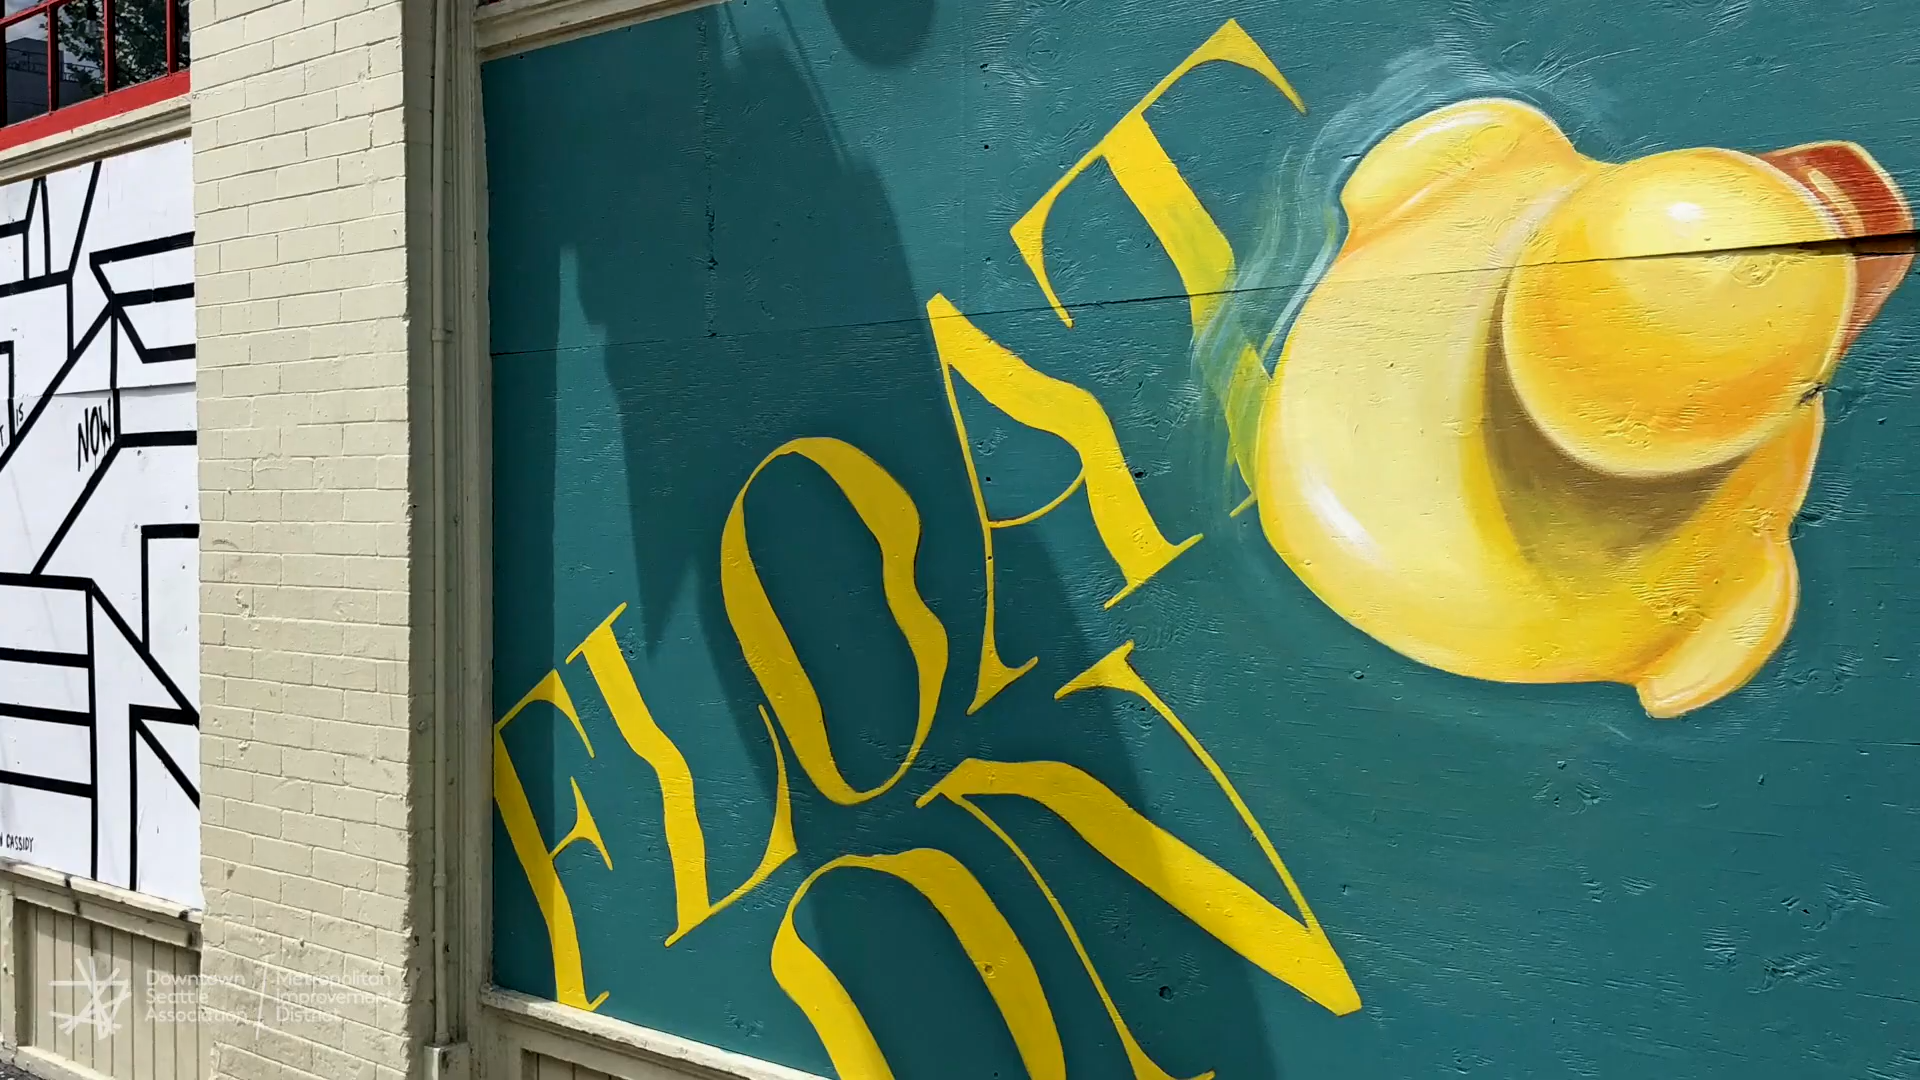 FLOAT
ON
IS
NOW
CASSIDY
Downtown
Seattle
Association
Metropolitan
Improvement
District